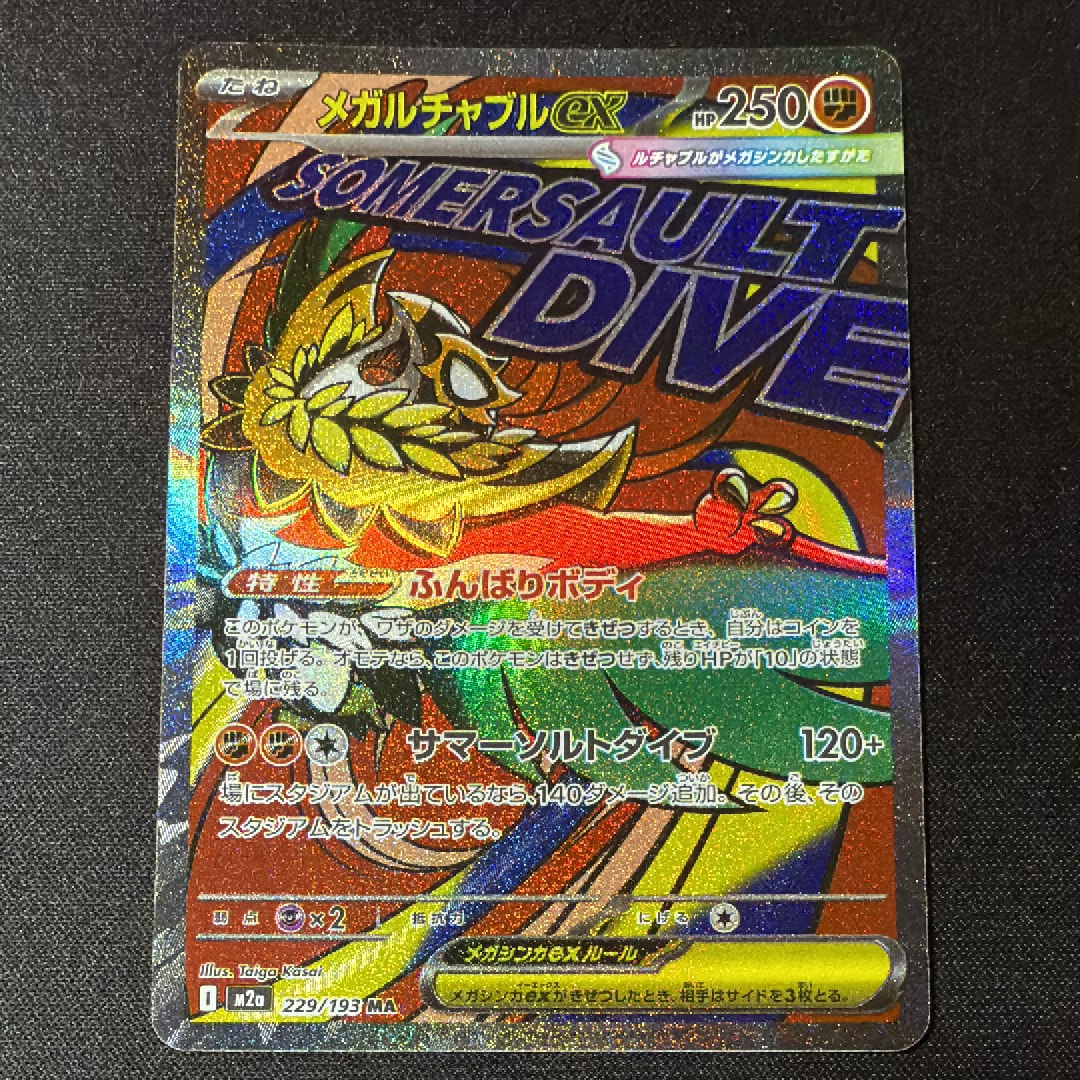 たね
メガルチャブルex HP250
ルチャブルがメガシンカしたすがた
SOMERSAULT
DIVE
特性 ふんばりボディ
このポケモンが、ワザのダメージを受けてきぜつするとき、自分はコインを
1回投げる。オモテなら、このポケモンはきぜつせず、残りHPが「10」の状態
で場に残る。
サマーソルトダイブ 120+
場にスタジアムが出ているなら、140ダメージ追加。その後、その
スタジアムをトラッシュする。
弱点 ×2 抵抗力 にげる
メガシンカexルール
メガシンカexがきぜつしたとき、相手はサイドを3枚とる。
Illus. Taiga Kasai
I M2a 229/193 MA